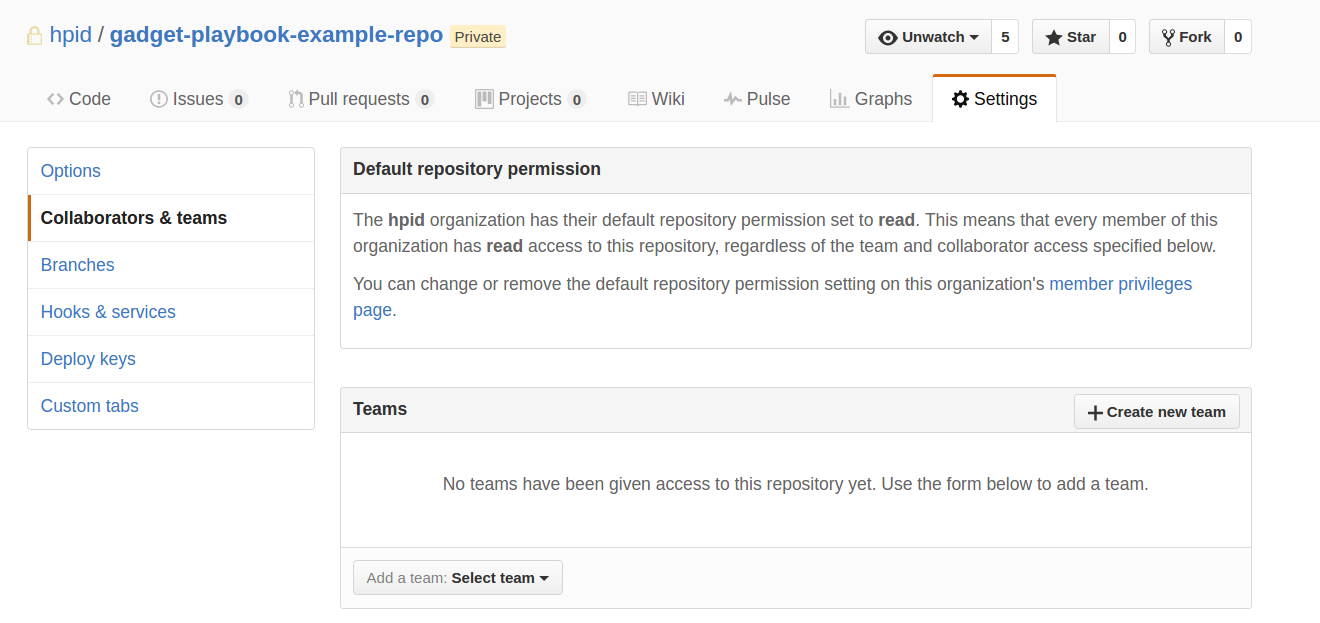 hpid / gadget-playbook-example-repo Private
Unwatch 5 Star 0 Fork 0
Code Issues 0 Pull requests 0 Projects 0 Wiki Pulse Graphs Settings
Options
Collaborators & teams
Branches
Hooks & services
Deploy keys
Custom tabs
Default repository permission
The hpid organization has their default repository permission set to read. This means that every member of this
organization has read access to this repository, regardless of the team and collaborator access specified below.
You can change or remove the default repository permission setting on this organization's member privileges
page.
Teams
Create new team
No teams have been given access to this repository yet. Use the form below to add a team.
Add a team: Select team